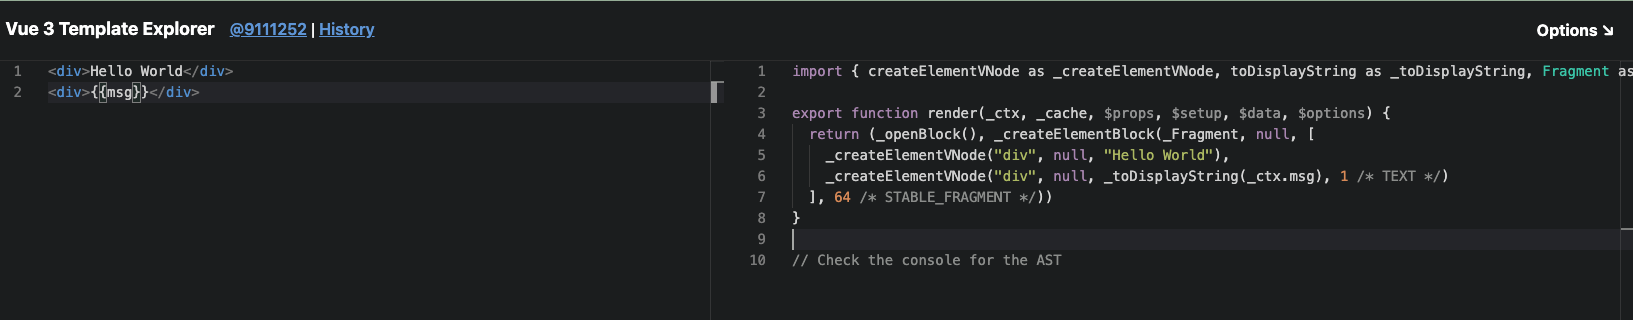 Vue 3 Template Explorer @9111252 | History
Options ↘
1 <div>Hello World</div>
2 <div>{{msg}}</div>
1 import { createElementVNode as _createElementVNode, toDisplayString as _toDisplayString, Fragment as
2
3 export function render(_ctx, _cache, $props, $setup, $data, $options) {
4 return (_openBlock(), _createElementBlock(_Fragment, null, [
5 _createElementVNode("div", null, "Hello World"),
6 _createElementVNode("div", null, _toDisplayString(_ctx.msg), 1 /* TEXT */)
7 ], 64 /* STABLE_FRAGMENT */))
8 }
9
10 // Check the console for the AST